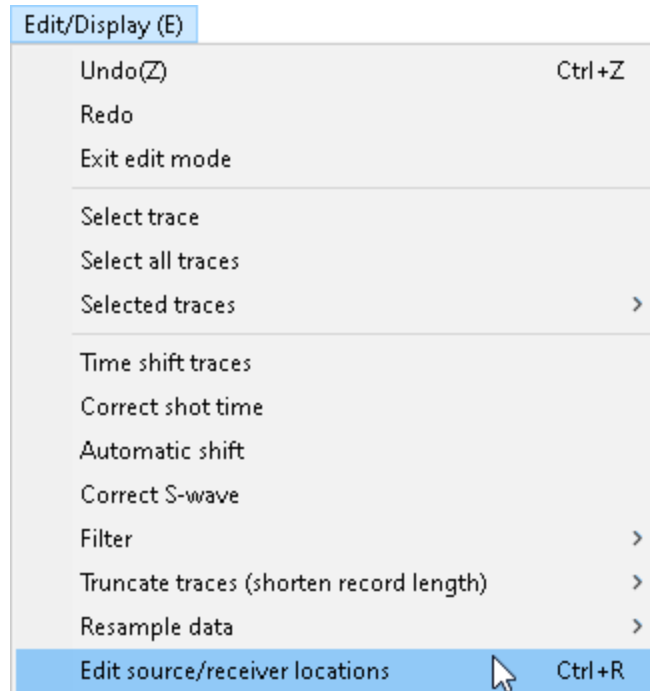 Edit/Display (E)
Undo(Z) Ctrl+Z
Redo
Exit edit mode
Select trace
Select all traces
Selected traces
Time shift traces
Correct shot time
Automatic shift
Correct S-wave
Filter
Truncate traces (shorten record length)
Resample data
Edit source/receiver locations Ctrl+R